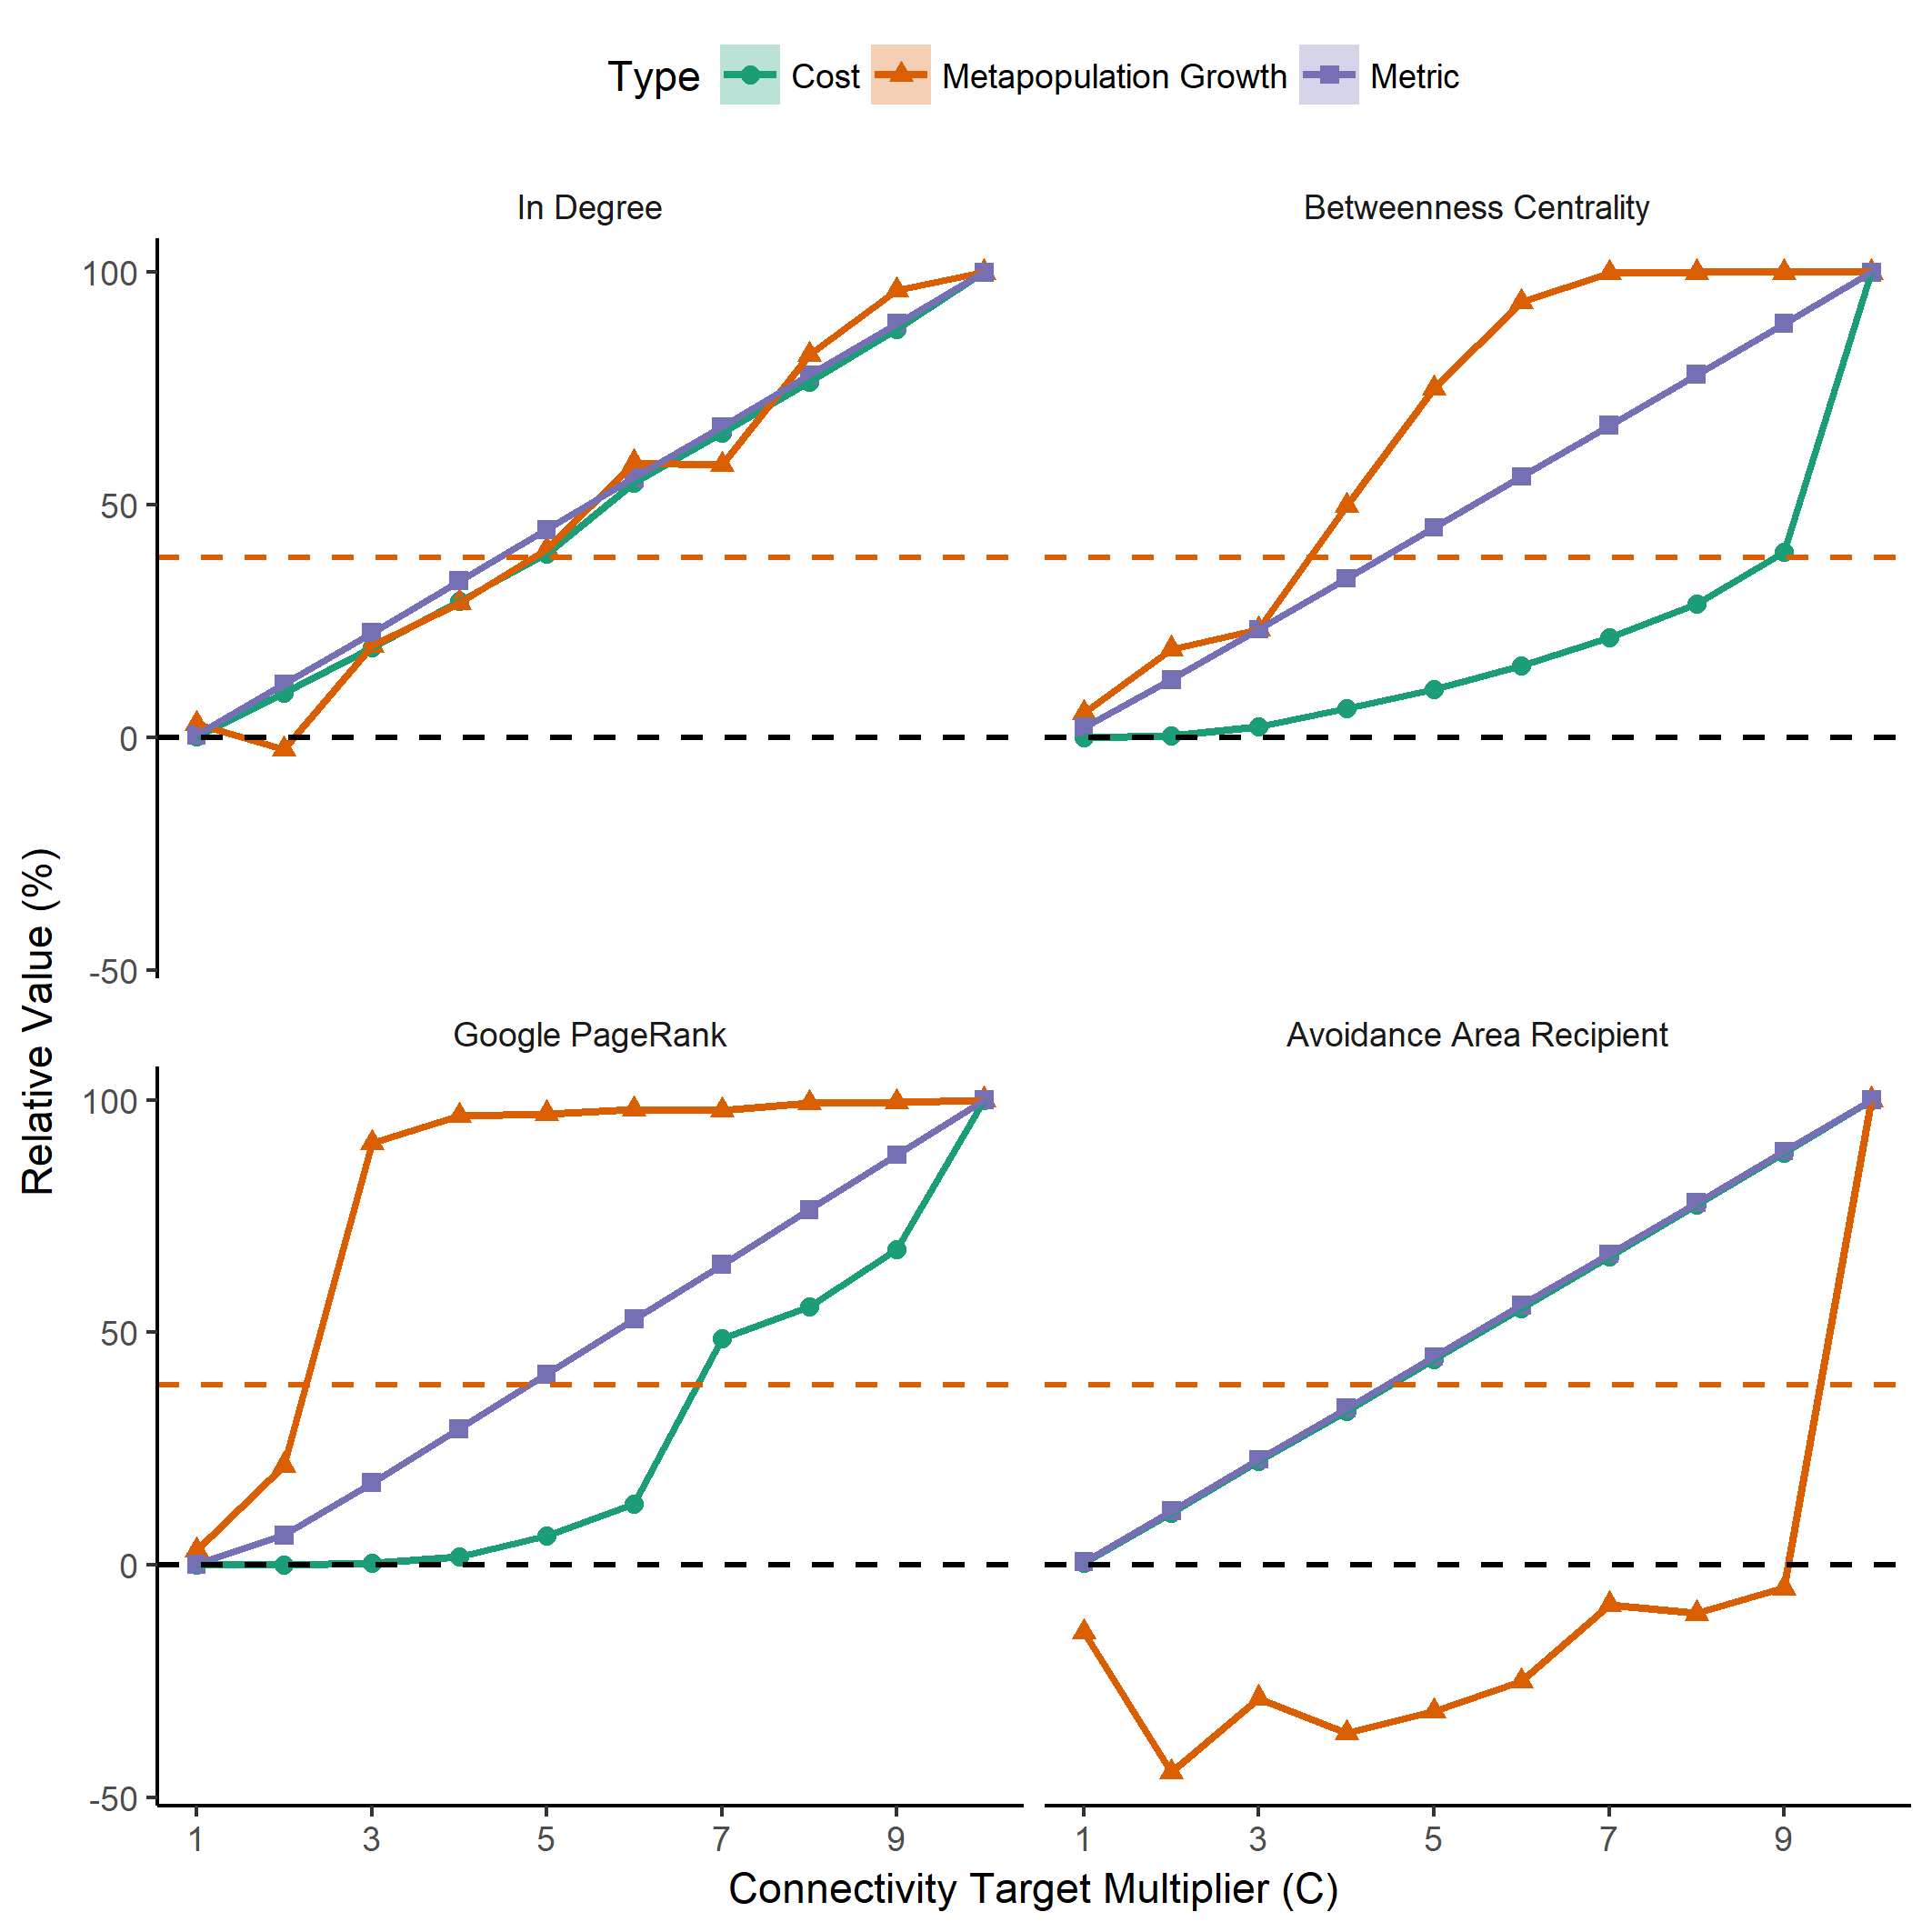 Type Cost Metapopulation Growth Metric
In Degree Betweenness Centrality
100
50
0
-50
Google PageRank Avoidance Area Recipient
100
50
0
-50
Relative Value (%)
1 3 5 7 9 1 3 5 7 9
Connectivity Target Multiplier (C)